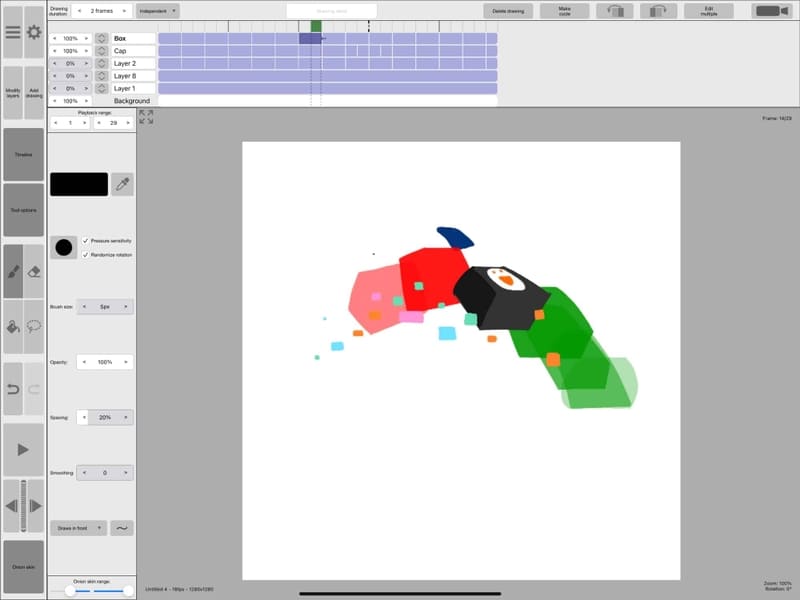 Drawing
duration:
< 2 frames >
Independent
Drawing name
Delete drawing
Make
cycle
Edit
multiple
< 100% > Box
< 100% > Cap
< 0% > Layer 2
< 0% > Layer 8
< 0% > Layer 1
< 100% > Background
Modify
layers
Add
drawing
Playback range:
< 1 >
< 29 >
Frame: 14/29
Timeline
Tool options
Pressure sensitivity
Randomize rotation
Brush size:
< 5px >
Opacity:
< 100% >
Spacing:
< 20% >
Smoothing:
< 0 >
Draws in front
Onion skin
Onion skin range:
Untitled 4 - 18fps - 1280x1280
Zoom: 100%
Rotation: 0°